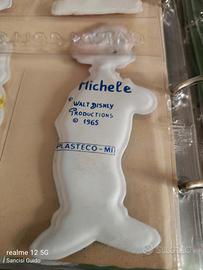 Michele
© WALT DISNEY
PRODUCTIONS
© 1965
PLASTECO-MI
realme 12 5G
/ Sancisi Guido